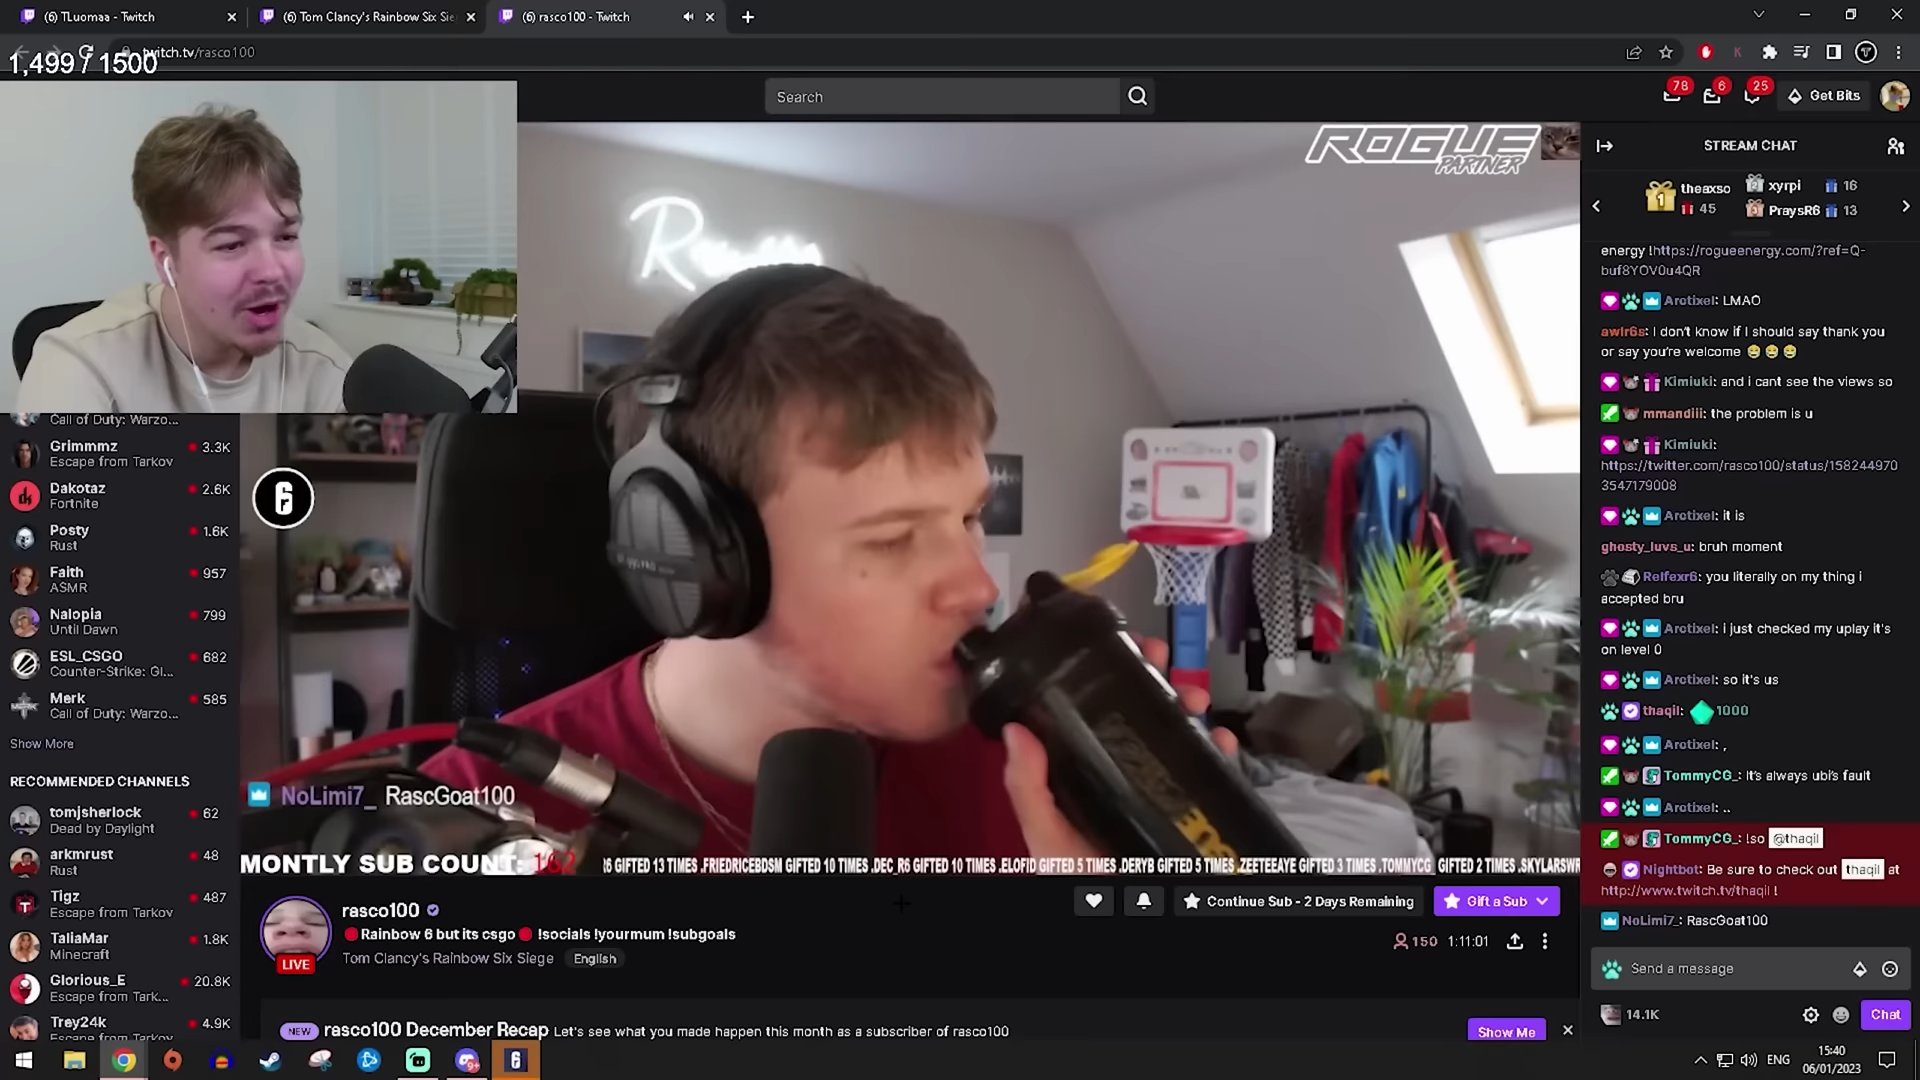 (6) TLuomaa - Twitch
(6) Tom Clancy's Rainbow Six Sie
(6) rasco100 - Twitch
twitch.tv/rasco100
1,499 / 1500
Search
78
6
25
Get Bits
ROGUE
PARTNER
STREAM CHAT
1
theaxso
45
xyrpi
16
PraysR6
13
energy !https://rogueenergy.com/?ref=Q-
buf8YOV0u4QR
Arotixel: LMAO
awlr6s: I don't know if I should say thank you
or say you're welcome
Kimiuki: and i cant see the views so
mmandiii: the problem is u
Kimiuki:
https://twitter.com/rasco100/status/158244970
3547179008
Arotixel: it is
ghosty_luvs_u: bruh moment
Relfexr6: you literally on my thing i
accepted bru
Arotixel: i just checked my uplay it's
on level 0
Arotixel: so it's us
thaqil: 1000
Arotixel: ,
TommyCG_: It's always ubi's fault
Arotixel: ..
TommyCG_: !so @thaqil
Nightbot: Be sure to check out thaqil at
http://www.twitch.tv/thaqil !
NoLimi7_: RascGoat100
Send a message
14.1K
Chat
Call of Duty: Warzo...
Grimmmz
3.3K
Escape from Tarkov
Dakotaz
2.6K
Fortnite
Posty
1.6K
Rust
Faith
957
ASMR
Nalopia
799
Until Dawn
ESL_CSGO
682
Counter-Strike: Gl...
Merk
585
Call of Duty: Warzo...
Show More
RECOMMENDED CHANNELS
tomjsherlock
62
Dead by Daylight
arkmrust
48
Rust
Tigz
487
Escape from Tarkov
TaliaMar
1.8K
Minecraft
Glorious_E
20.8K
Escape from Tark...
Trey24k
4.9K
Escape from Tark...
6
NoLimi7_ RascGoat100
MONTLY SUB COUNT: 162
R6 GIFTED 13 TIMES .FRIEDRICEBDSM GIFTED 10 TIMES .DEC_R6 GIFTED 10 TIMES .ELOFID GIFTED 5 TIMES .DERYB GIFTED 5 TIMES .ZEETEEAYE GIFTED 3 TIMES .TOMMYCG_ GIFTED 2 TIMES .SKYLARSWR
rasco100
Continue Sub - 2 Days Remaining
Gift a Sub
Rainbow 6 but its csgo !socials !yourmum !subgoals
LIVE
Tom Clancy's Rainbow Six Siege
English
150
1:11:01
NEW
rasco100 December Recap
Let's see what you made happen this month as a subscriber of rasco100
Show Me
ENG
15:40
06/01/2023